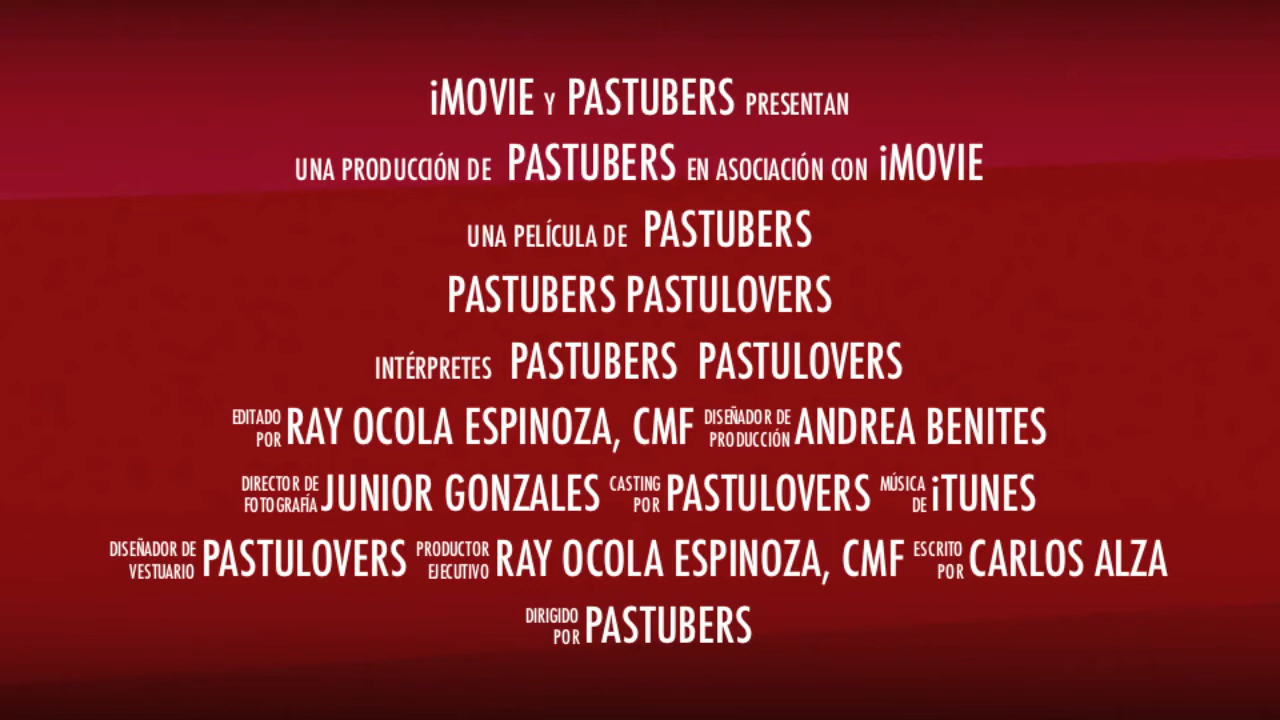 iMOVIE Y PASTUBERS PRESENTAN
UNA PRODUCCIÓN DE PASTUBERS EN ASOCIACIÓN CON iMOVIE
UNA PELÍCULA DE PASTUBERS
PASTUBERS PASTULOVERS
INTÉRPRETES PASTUBERS PASTULOVERS
EDITADO POR RAY OCOLA ESPINOZA, CMF DISEÑADOR DE PRODUCCIÓN ANDREA BENITES
DIRECTOR DE FOTOGRAFÍA JUNIOR GONZALES CASTING POR PASTULOVERS MÚSICA DE iTUNES
DISEÑADOR DE VESTUARIO PASTULOVERS PRODUCTOR EJECUTIVO RAY OCOLA ESPINOZA, CMF ESCRITO POR CARLOS ALZA
DIRIGIDO POR PASTUBERS